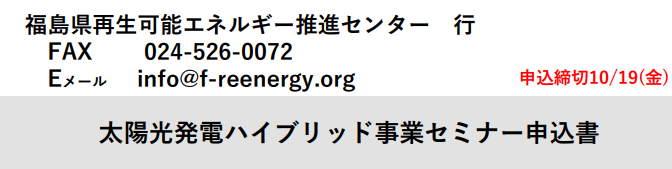 福島県再生可能エネルギー推進センター　行
FAX 024-526-0072
Eメール info@f-reenergy.org
申込締切10/19(金)
太陽光発電ハイブリッド事業セミナー申込書